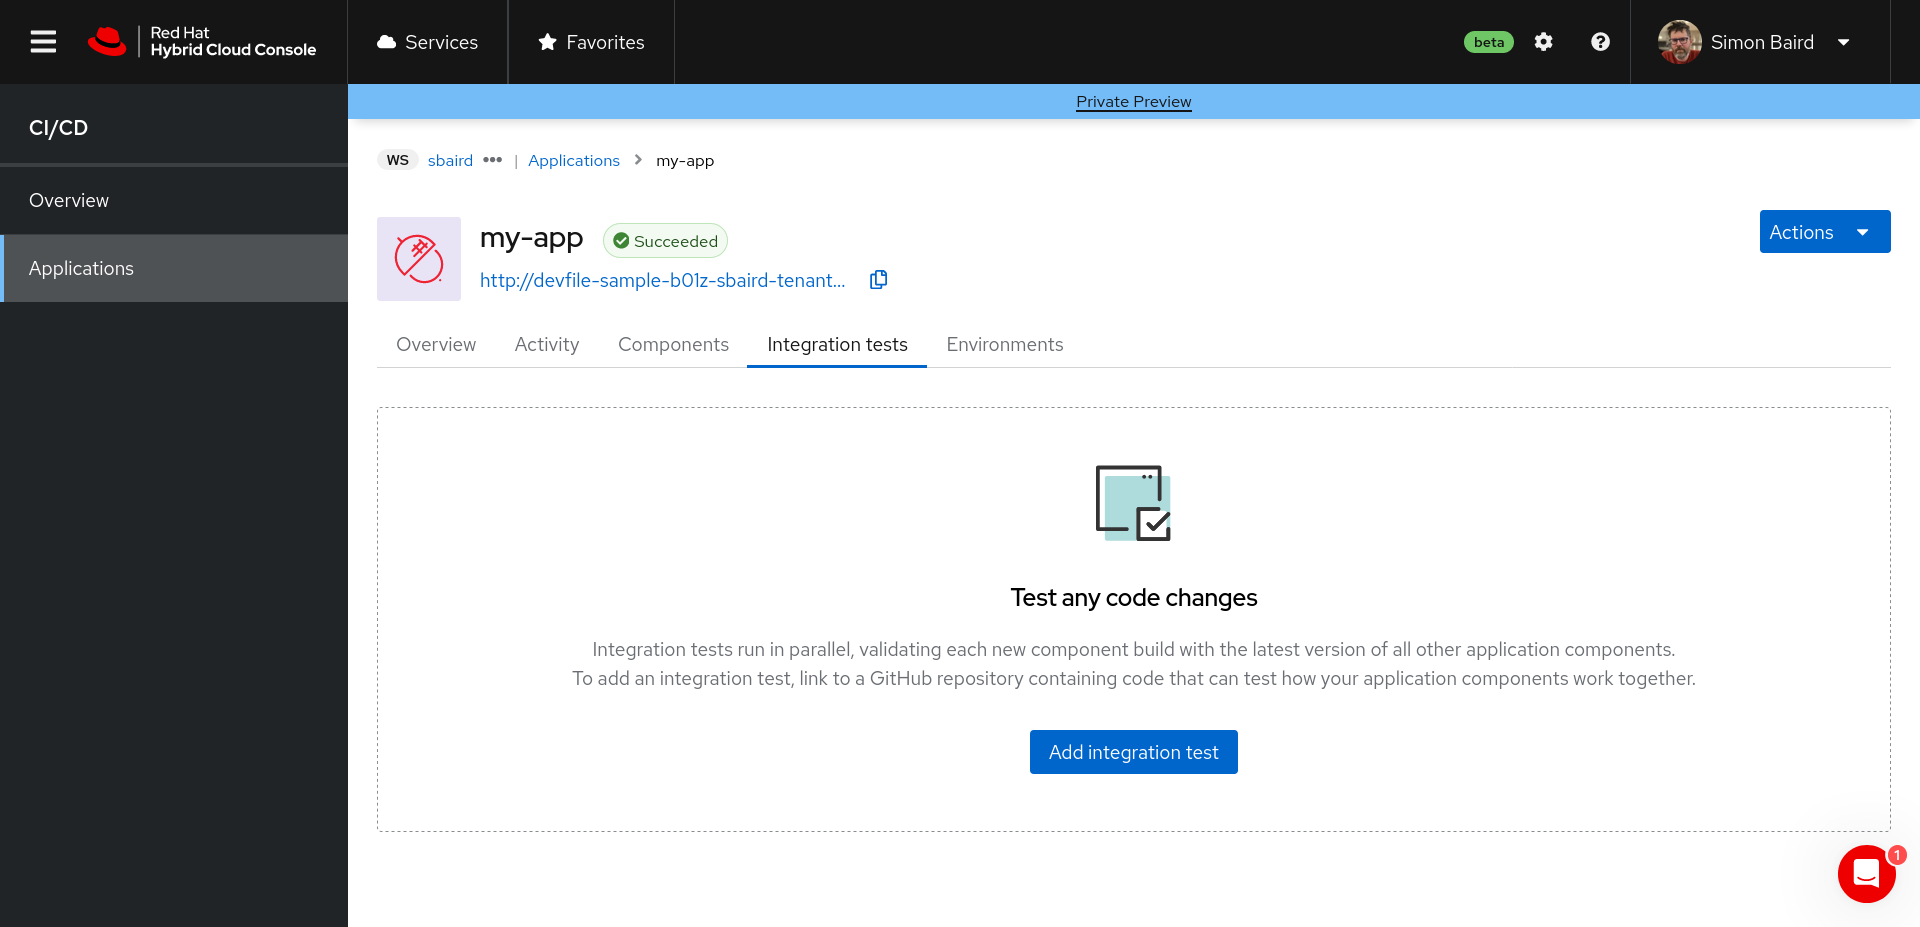 Red Hat
Hybrid Cloud Console
Services
Favorites
beta
Simon Baird
CI/CD
Overview
Applications
Private Preview
WS sbaird ••• | Applications > my-app
my-app
Succeeded
http://devfile-sample-b01z-sbaird-tenant...
Actions
Overview Activity Components Integration tests Environments
Test any code changes
Integration tests run in parallel, validating each new component build with the latest version of all other application components.
To add an integration test, link to a GitHub repository containing code that can test how your application components work together.
Add integration test
1